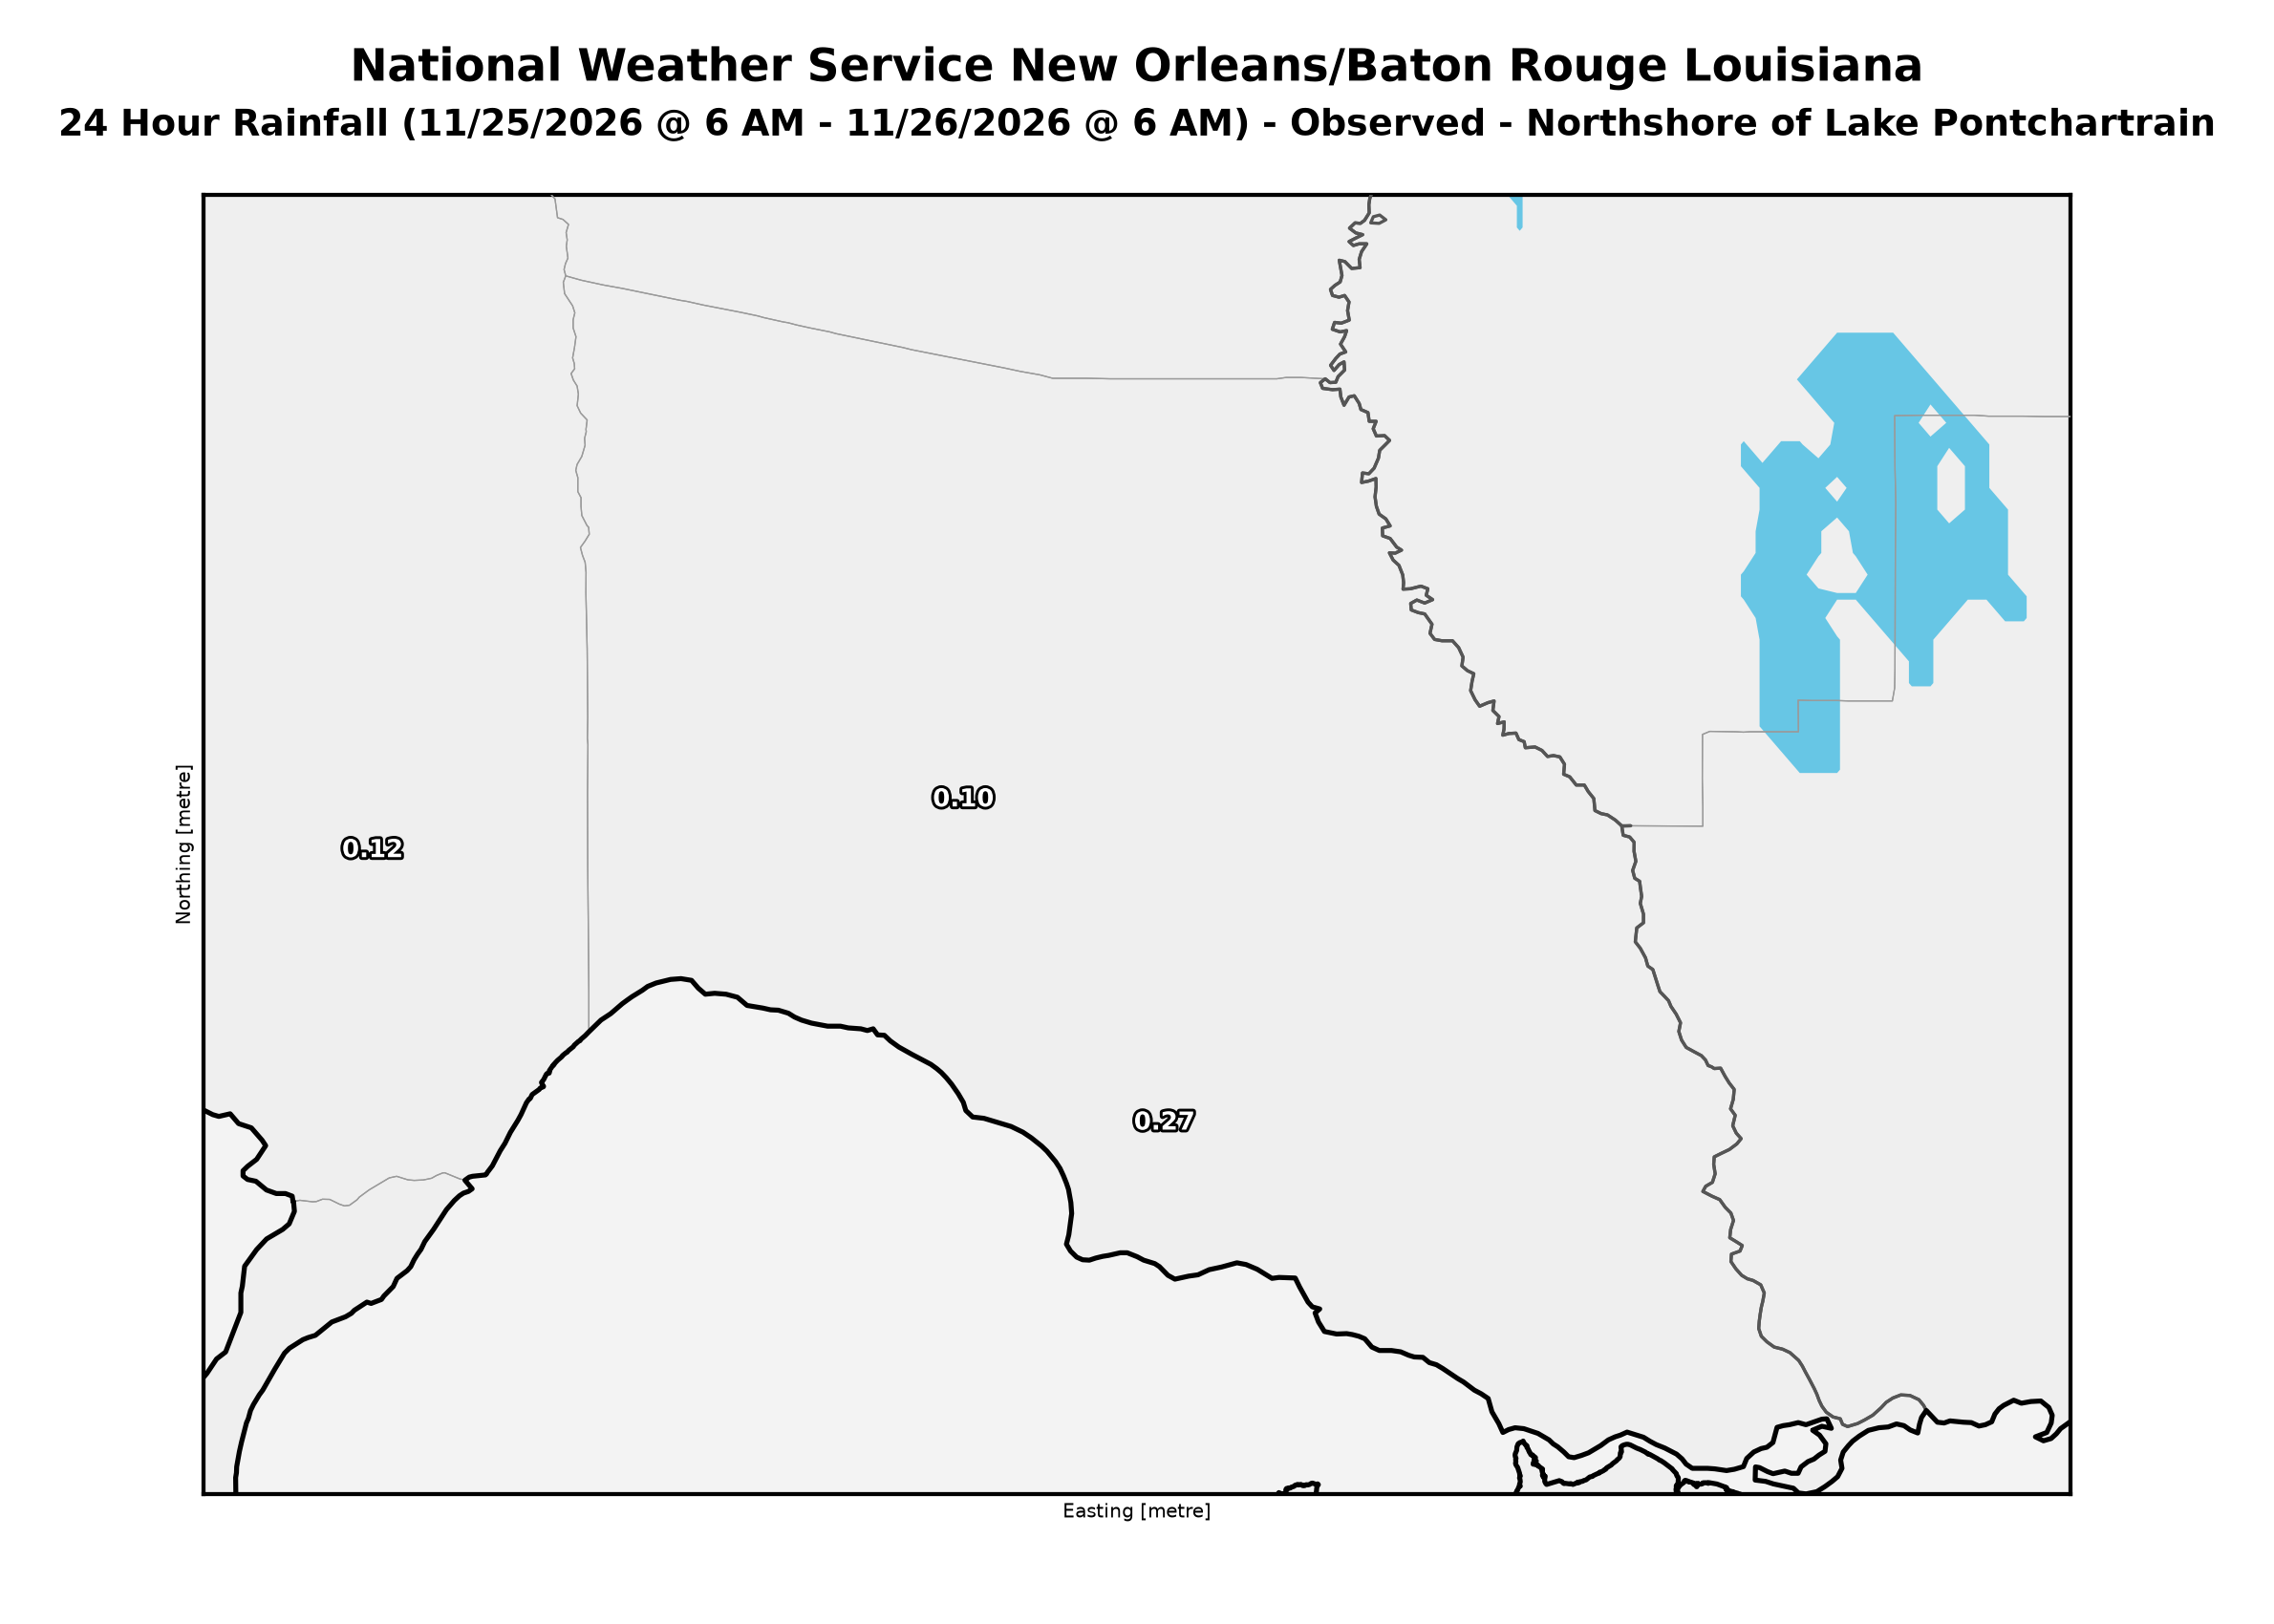 National Weather Service New Orleans/Baton Rouge Louisiana
24 Hour Rainfall (11/25/2026 @ 6 AM - 11/26/2026 @ 6 AM) - Observed - Northshore of Lake Pontchartrain
0.10
0.12
Northing [metre]
0.27
Easting [metre]